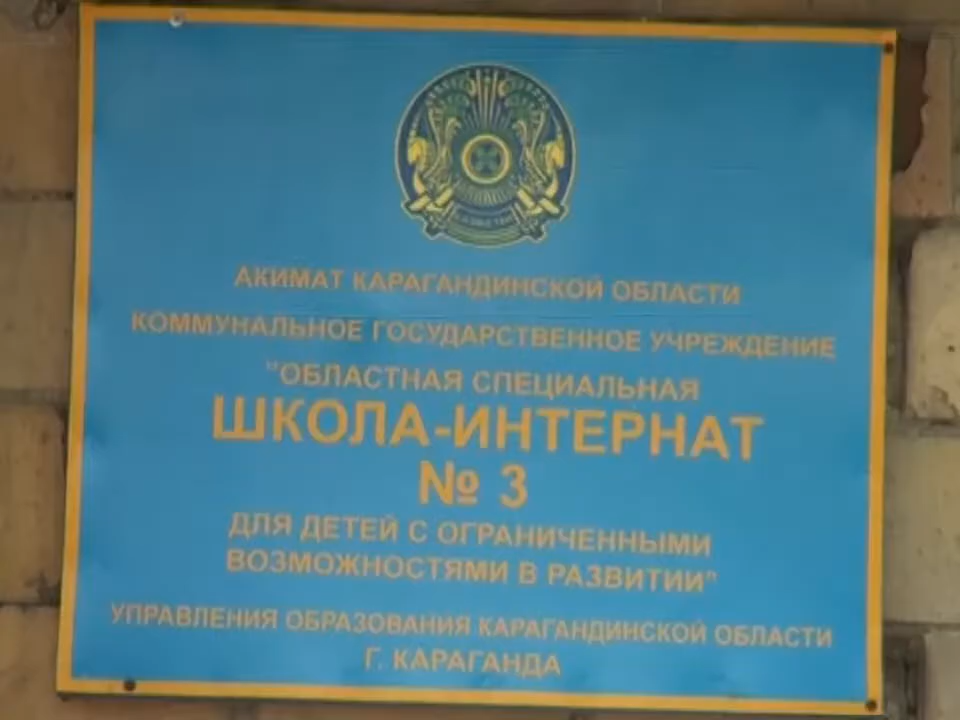 ҚАЗАҚСТАН
АКИМАТ КАРАГАНДИНСКОЙ ОБЛАСТИ
КОММУНАЛЬНОЕ ГОСУДАРСТВЕННОЕ УЧРЕЖДЕНИЕ
"ОБЛАСТНАЯ СПЕЦИАЛЬНАЯ
ШКОЛА-ИНТЕРНАТ
№ 3
ДЛЯ ДЕТЕЙ С ОГРАНИЧЕННЫМИ
ВОЗМОЖНОСТЯМИ В РАЗВИТИИ"
УПРАВЛЕНИЯ ОБРАЗОВАНИЯ КАРАГАНДИНСКОЙ ОБЛАСТИ
Г. КАРАГАНДА